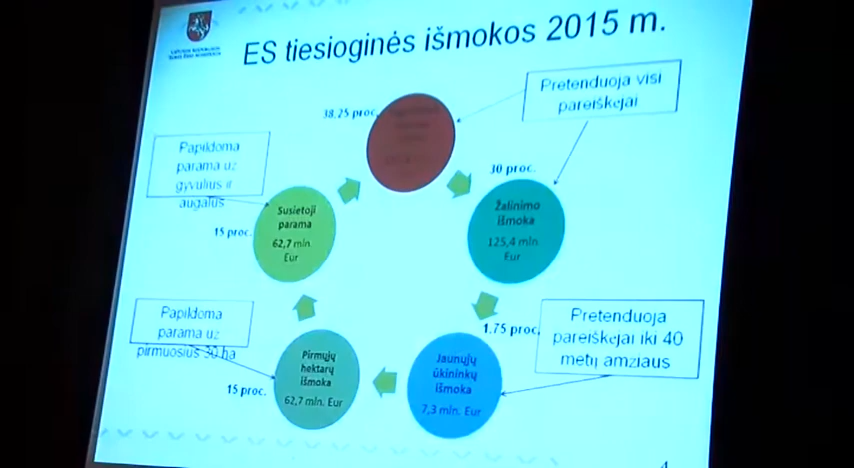 ES tiesioginės išmokos 2015 m.
Pretenduoja visi
pareiškėjai
38,25 proc.
30 proc.
Žalinimo
išmoka
125,4 mln.
Eur
Papildoma
parama už
gyvulius ir
augalus
15 proc.
Susietoji
parama
62,7 mln.
Eur
1,75 proc.
Pretenduoja
pareiškėjai iki 40
metų amžiaus
Jaunųjų
ūkininkų
išmoka
7,3 mln. Eur
Papildoma
parama už
pirmuosius 30 ha
15 proc.
Pirmųjų
hektarų
išmoka
62,7 mln. Eur
4